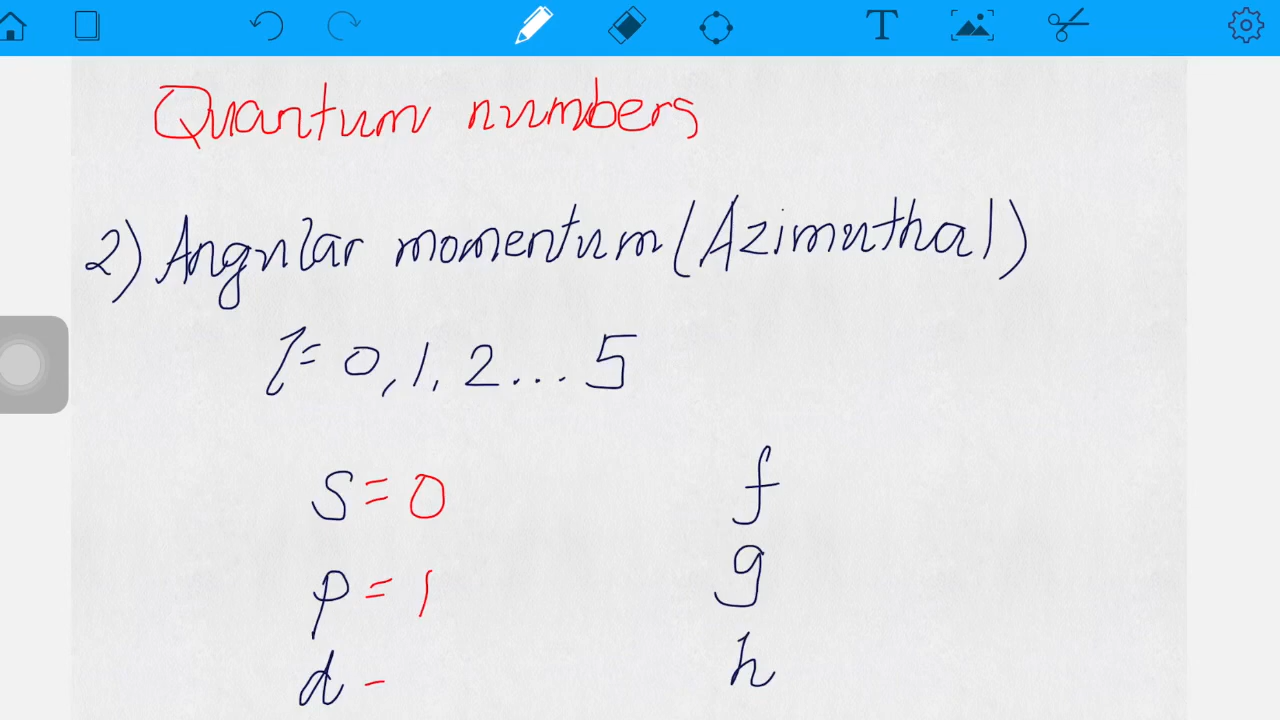 T
Quantum numbers
2) Angular momentum (Azimuthal)
l = 0, 1, 2 ... 5
s = 0
f
p = 1
g
d -
h